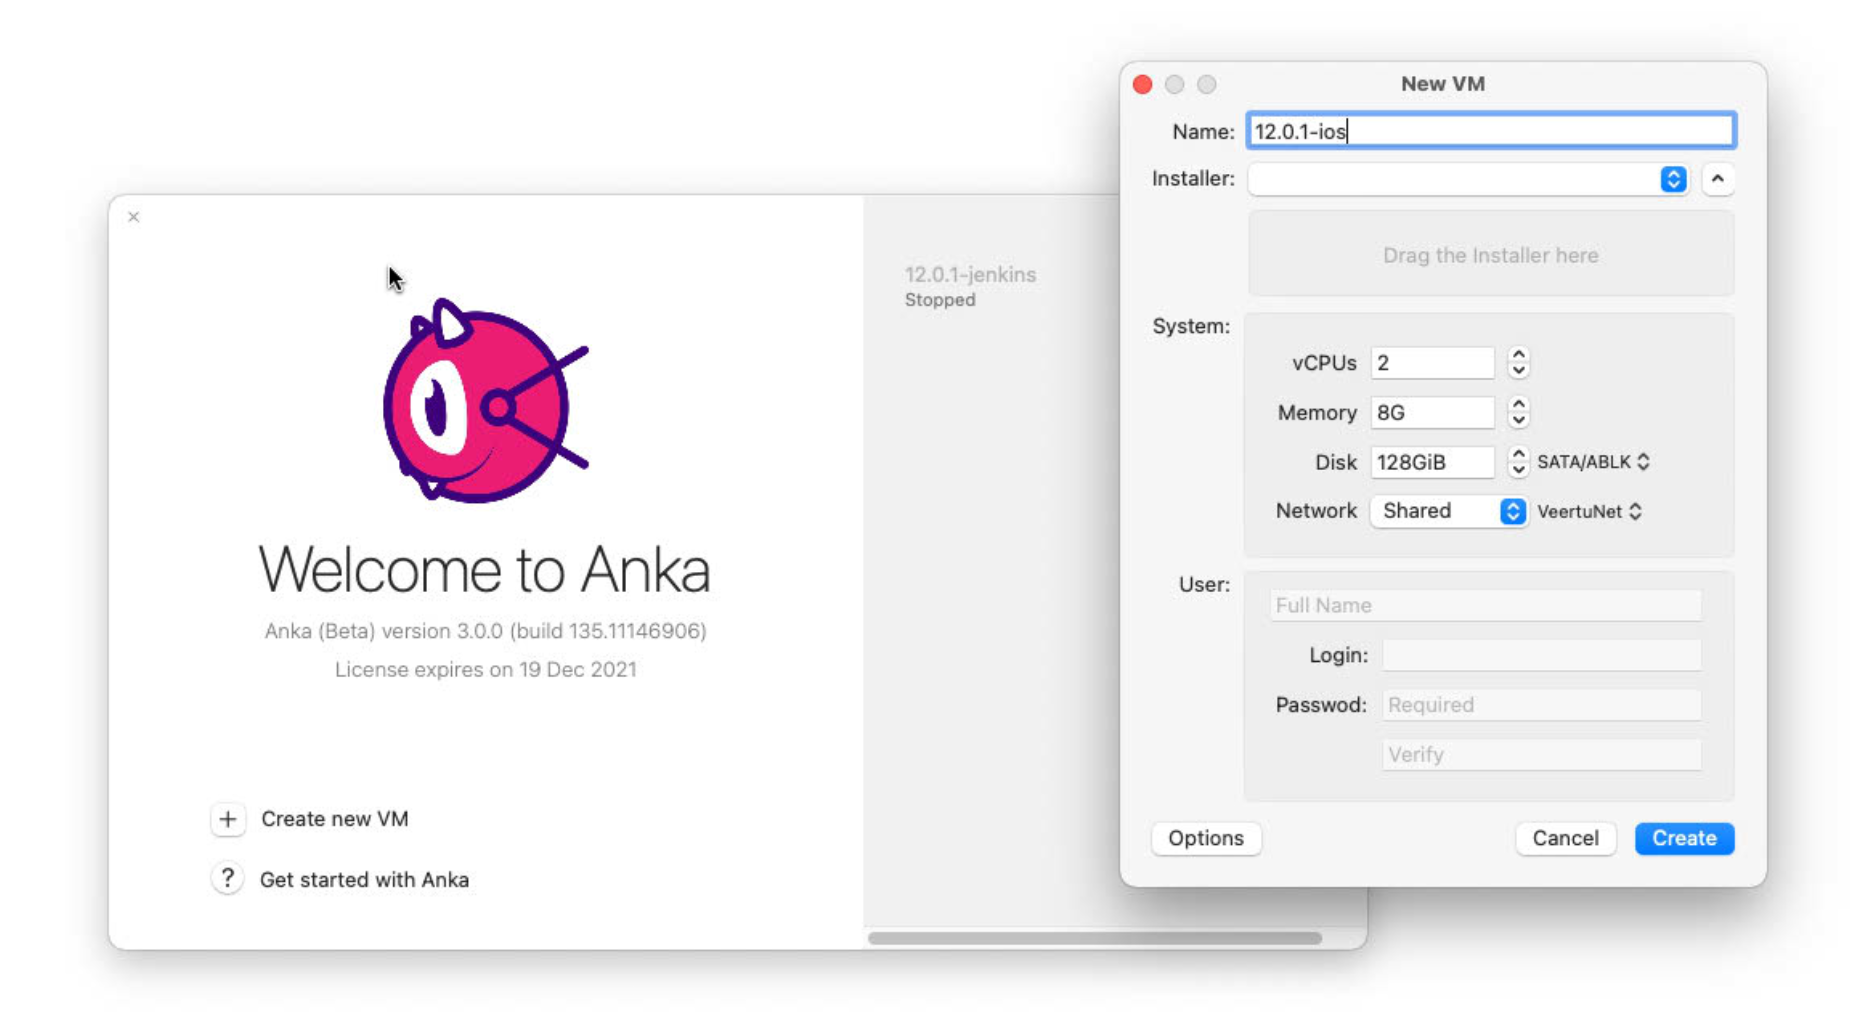 Welcome to Anka
Anka (Beta) version 3.0.0 (build 135.11146906)
License expires on 19 Dec 2021
+ Create new VM
? Get started with Anka
12.0.1-jenkins
Stopped
New VM
Name: 12.0.1-ios
Installer:
Drag the Installer here
System:
vCPUs 2
Memory 8G
Disk 128GiB SATA/ABLK
Network Shared VeertuNet
User:
Full Name
Login:
Passwod: Required
Verify
Options Cancel Create